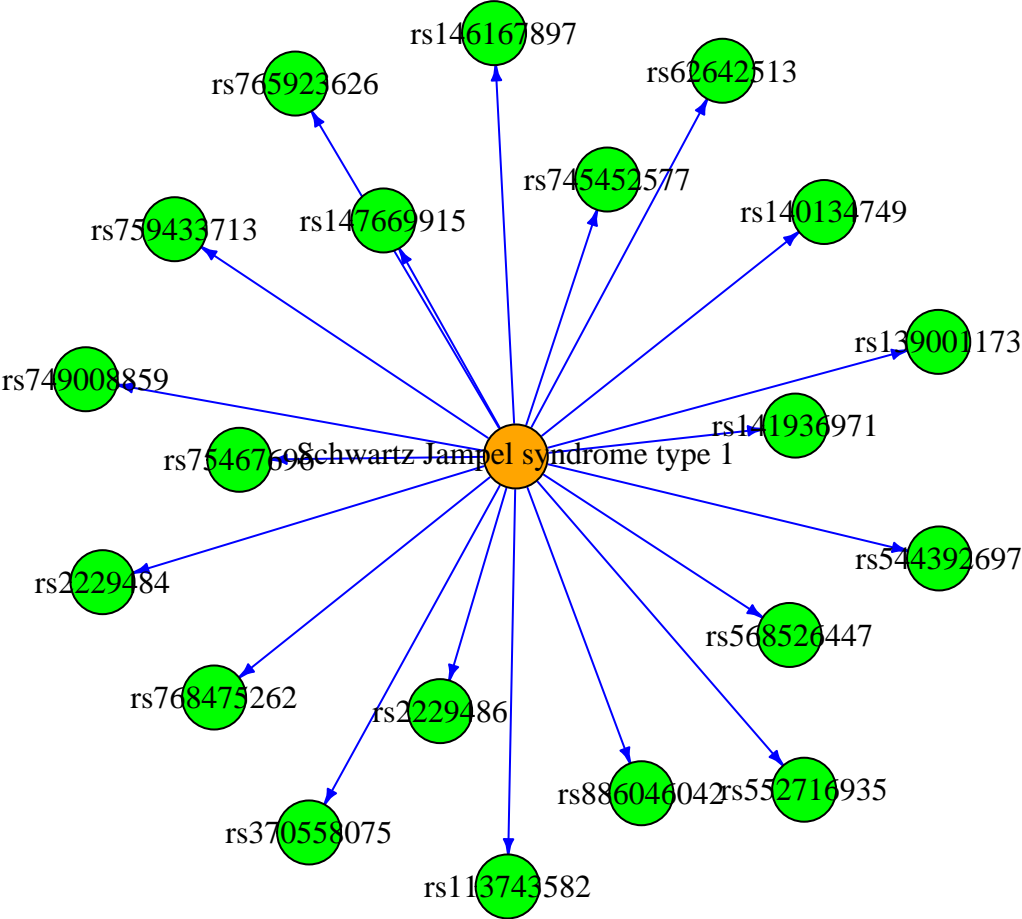 rs146167897
rs62642513
rs765923626
rs745452577
rs140134749
rs147669915
rs759433713
rs139001173
rs749008859
rs141936971
Schwartz Jampel syndrome type 1
rs544392697
rs2229484
rs568526447
rs768475262
rs2229486
rs552716935
rs886046042
rs370558075
rs113743582